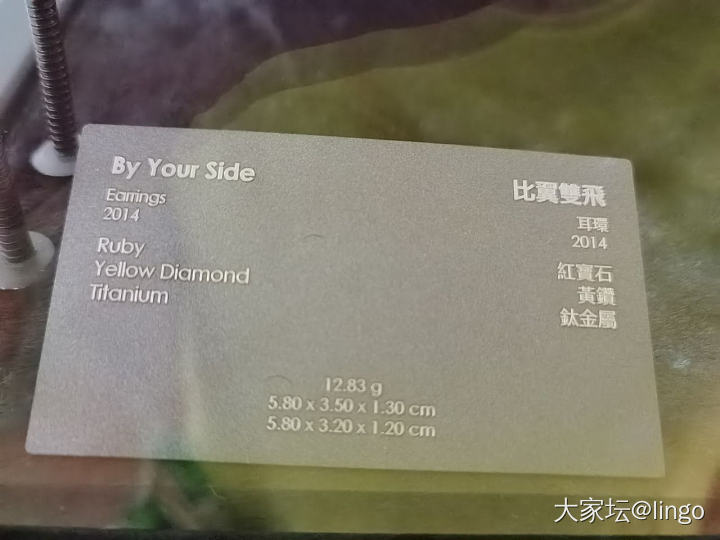 By Your Side
Earrings
2014
Ruby
Yellow Diamond
Titanium
比翼雙飛
耳環
2014
紅寶石
黃鑽
鈦金屬
12.83 g
5.80 x 3.50 x 1.30 cm
5.80 x 3.20 x 1.20 cm
大家坛@lingo